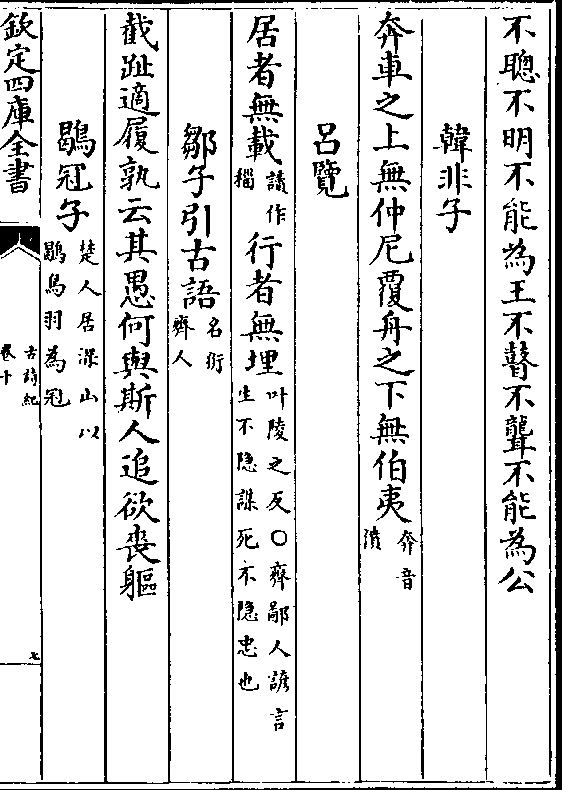 不聰不明不能為王不瞽不聾不能為公
韓非子
奔車之上無仲尼覆舟之下無伯夷奔音
漬
呂覽
居者無載讀作
穊行者無埋叶陵之反○齊鄙人諺言
生不隐謀死不隐忠也
鄒子引古語名衍
齊人
截趾適履孰云其愚何與斯人追欲喪軀
鶡冠子楚人居深山以
鶡鳥羽為冠
欽定四庫全書
古詩紀
卷十
七